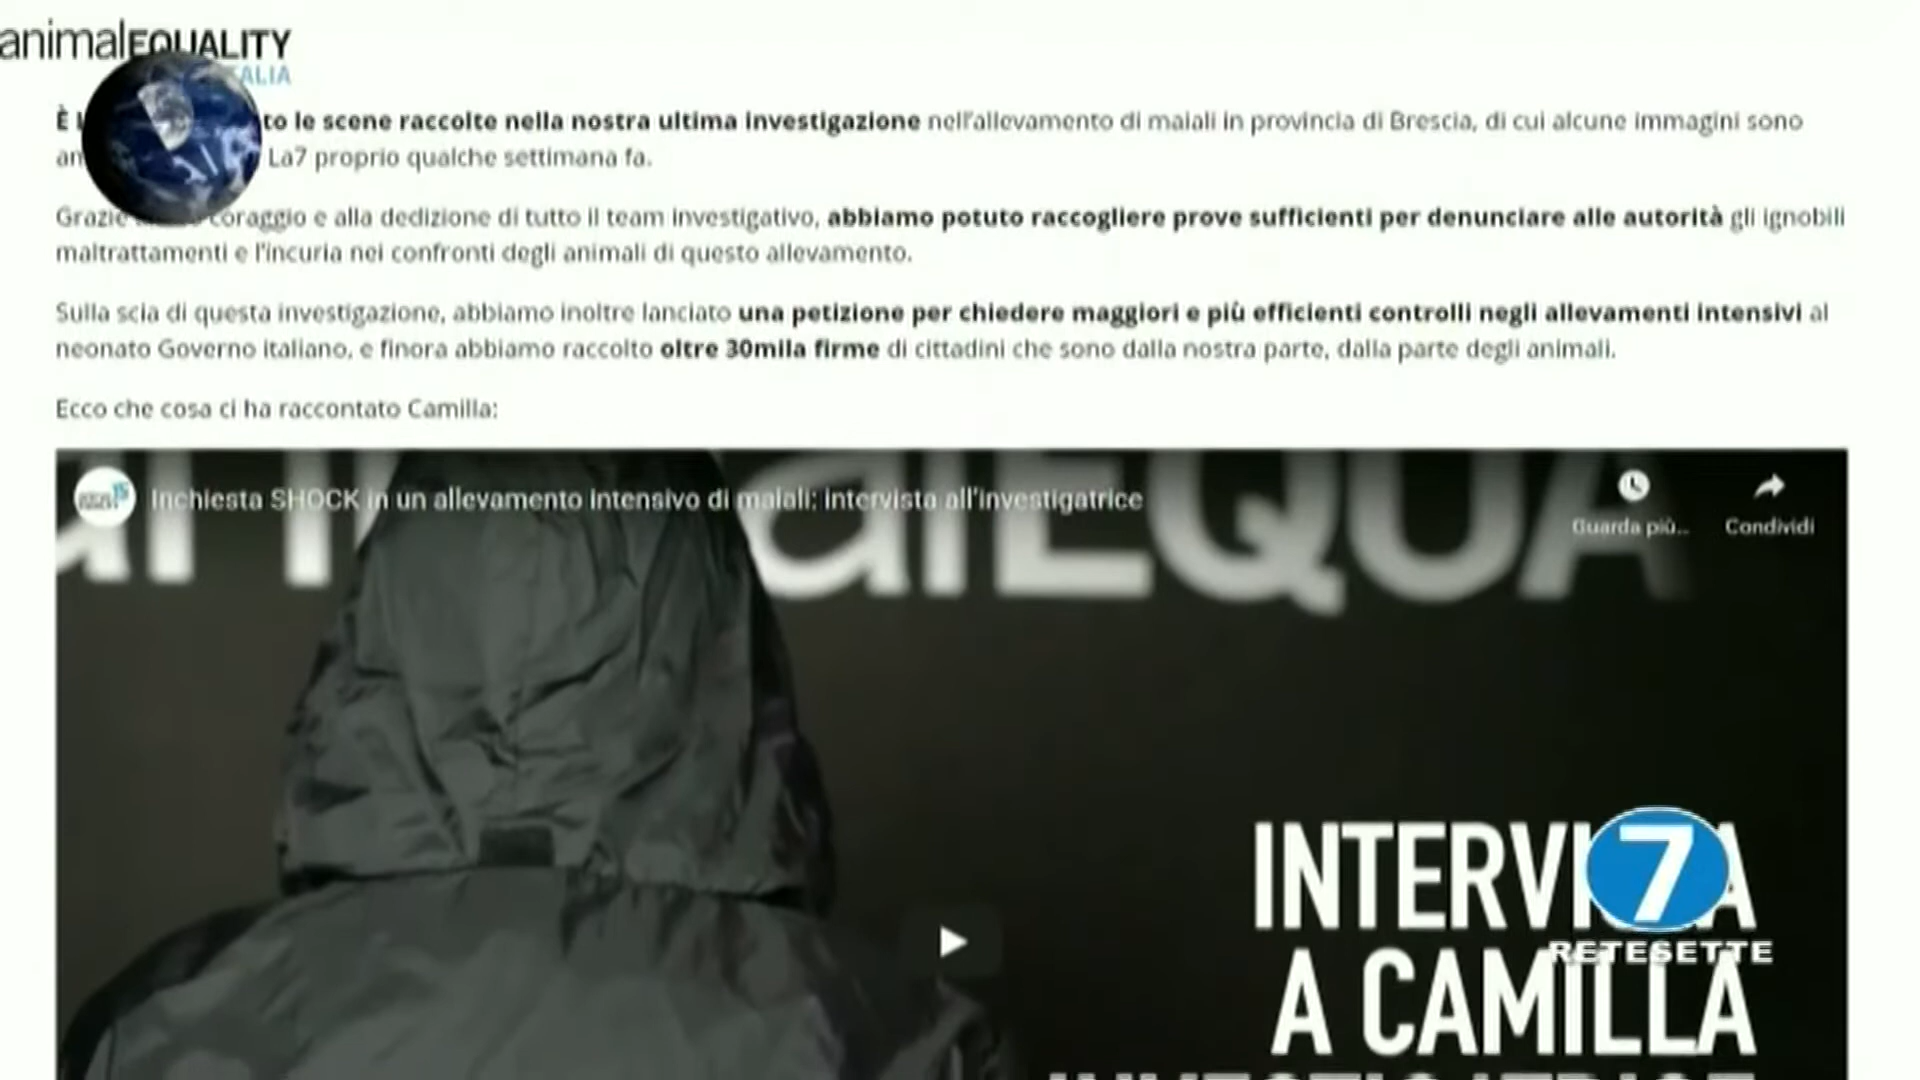 animalEQUALITY
ALIA
È to le scene raccolte nella nostra ultima investigazione nell'allevamento di maiali in provincia di Brescia, di cui alcune immagini sono
an La7 proprio qualche settimana fa.
Grazie coraggio e alla dedizione di tutto il team investigativo, abbiamo potuto raccogliere prove sufficienti per denunciare alle autorità gli ignobili
maltrattamenti e l'incuria nei confronti degli animali di questo allevamento.
Sulla scia di questa investigazione, abbiamo inoltre lanciato una petizione per chiedere maggiori e più efficienti controlli negli allevamenti intensivi al
neonato Governo italiano, e finora abbiamo raccolto oltre 30mila firme di cittadini che sono dalla nostra parte, dalla parte degli animali.
Ecco che cosa ci ha raccontato Camilla:
Inchiesta SHOCK in un allevamento intensivo di maiali: intervista all'investigatrice
Guarda più...
Condividi
alEQUA
INTERVI A
7
RETESETTE
A CAMILLA